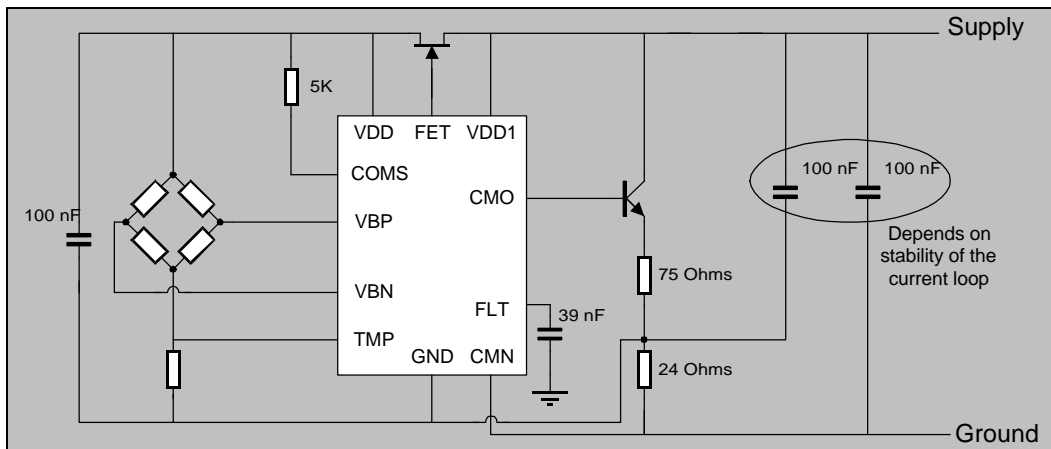 Supply
5K
VDD FET VDD1
COMS
CMO
100 nF 100 nF
100 nF
VBP
Depends on
stability of the
current loop
75 Ohms
VBN
FLT
39 nF
TMP
GND CMN
24 Ohms
Ground